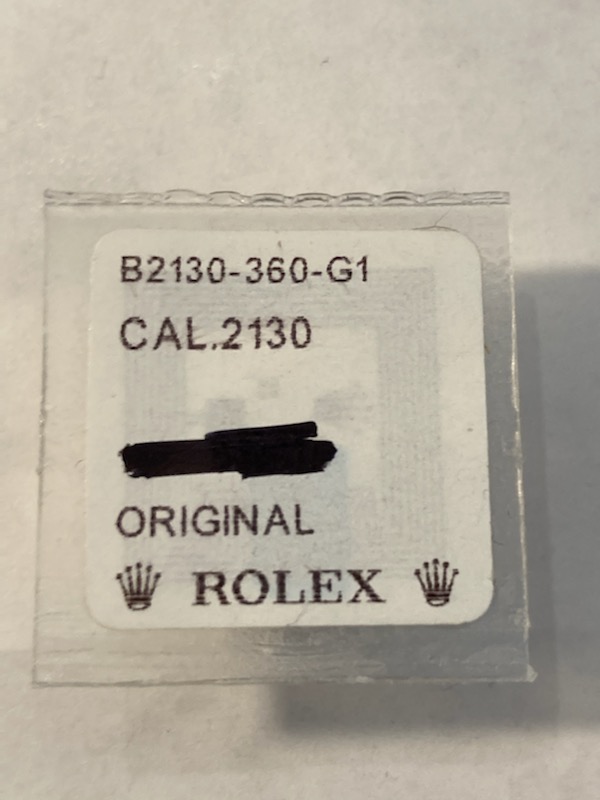 B2130-360-G1
CAL.2130
ORIGINAL
ROLEX